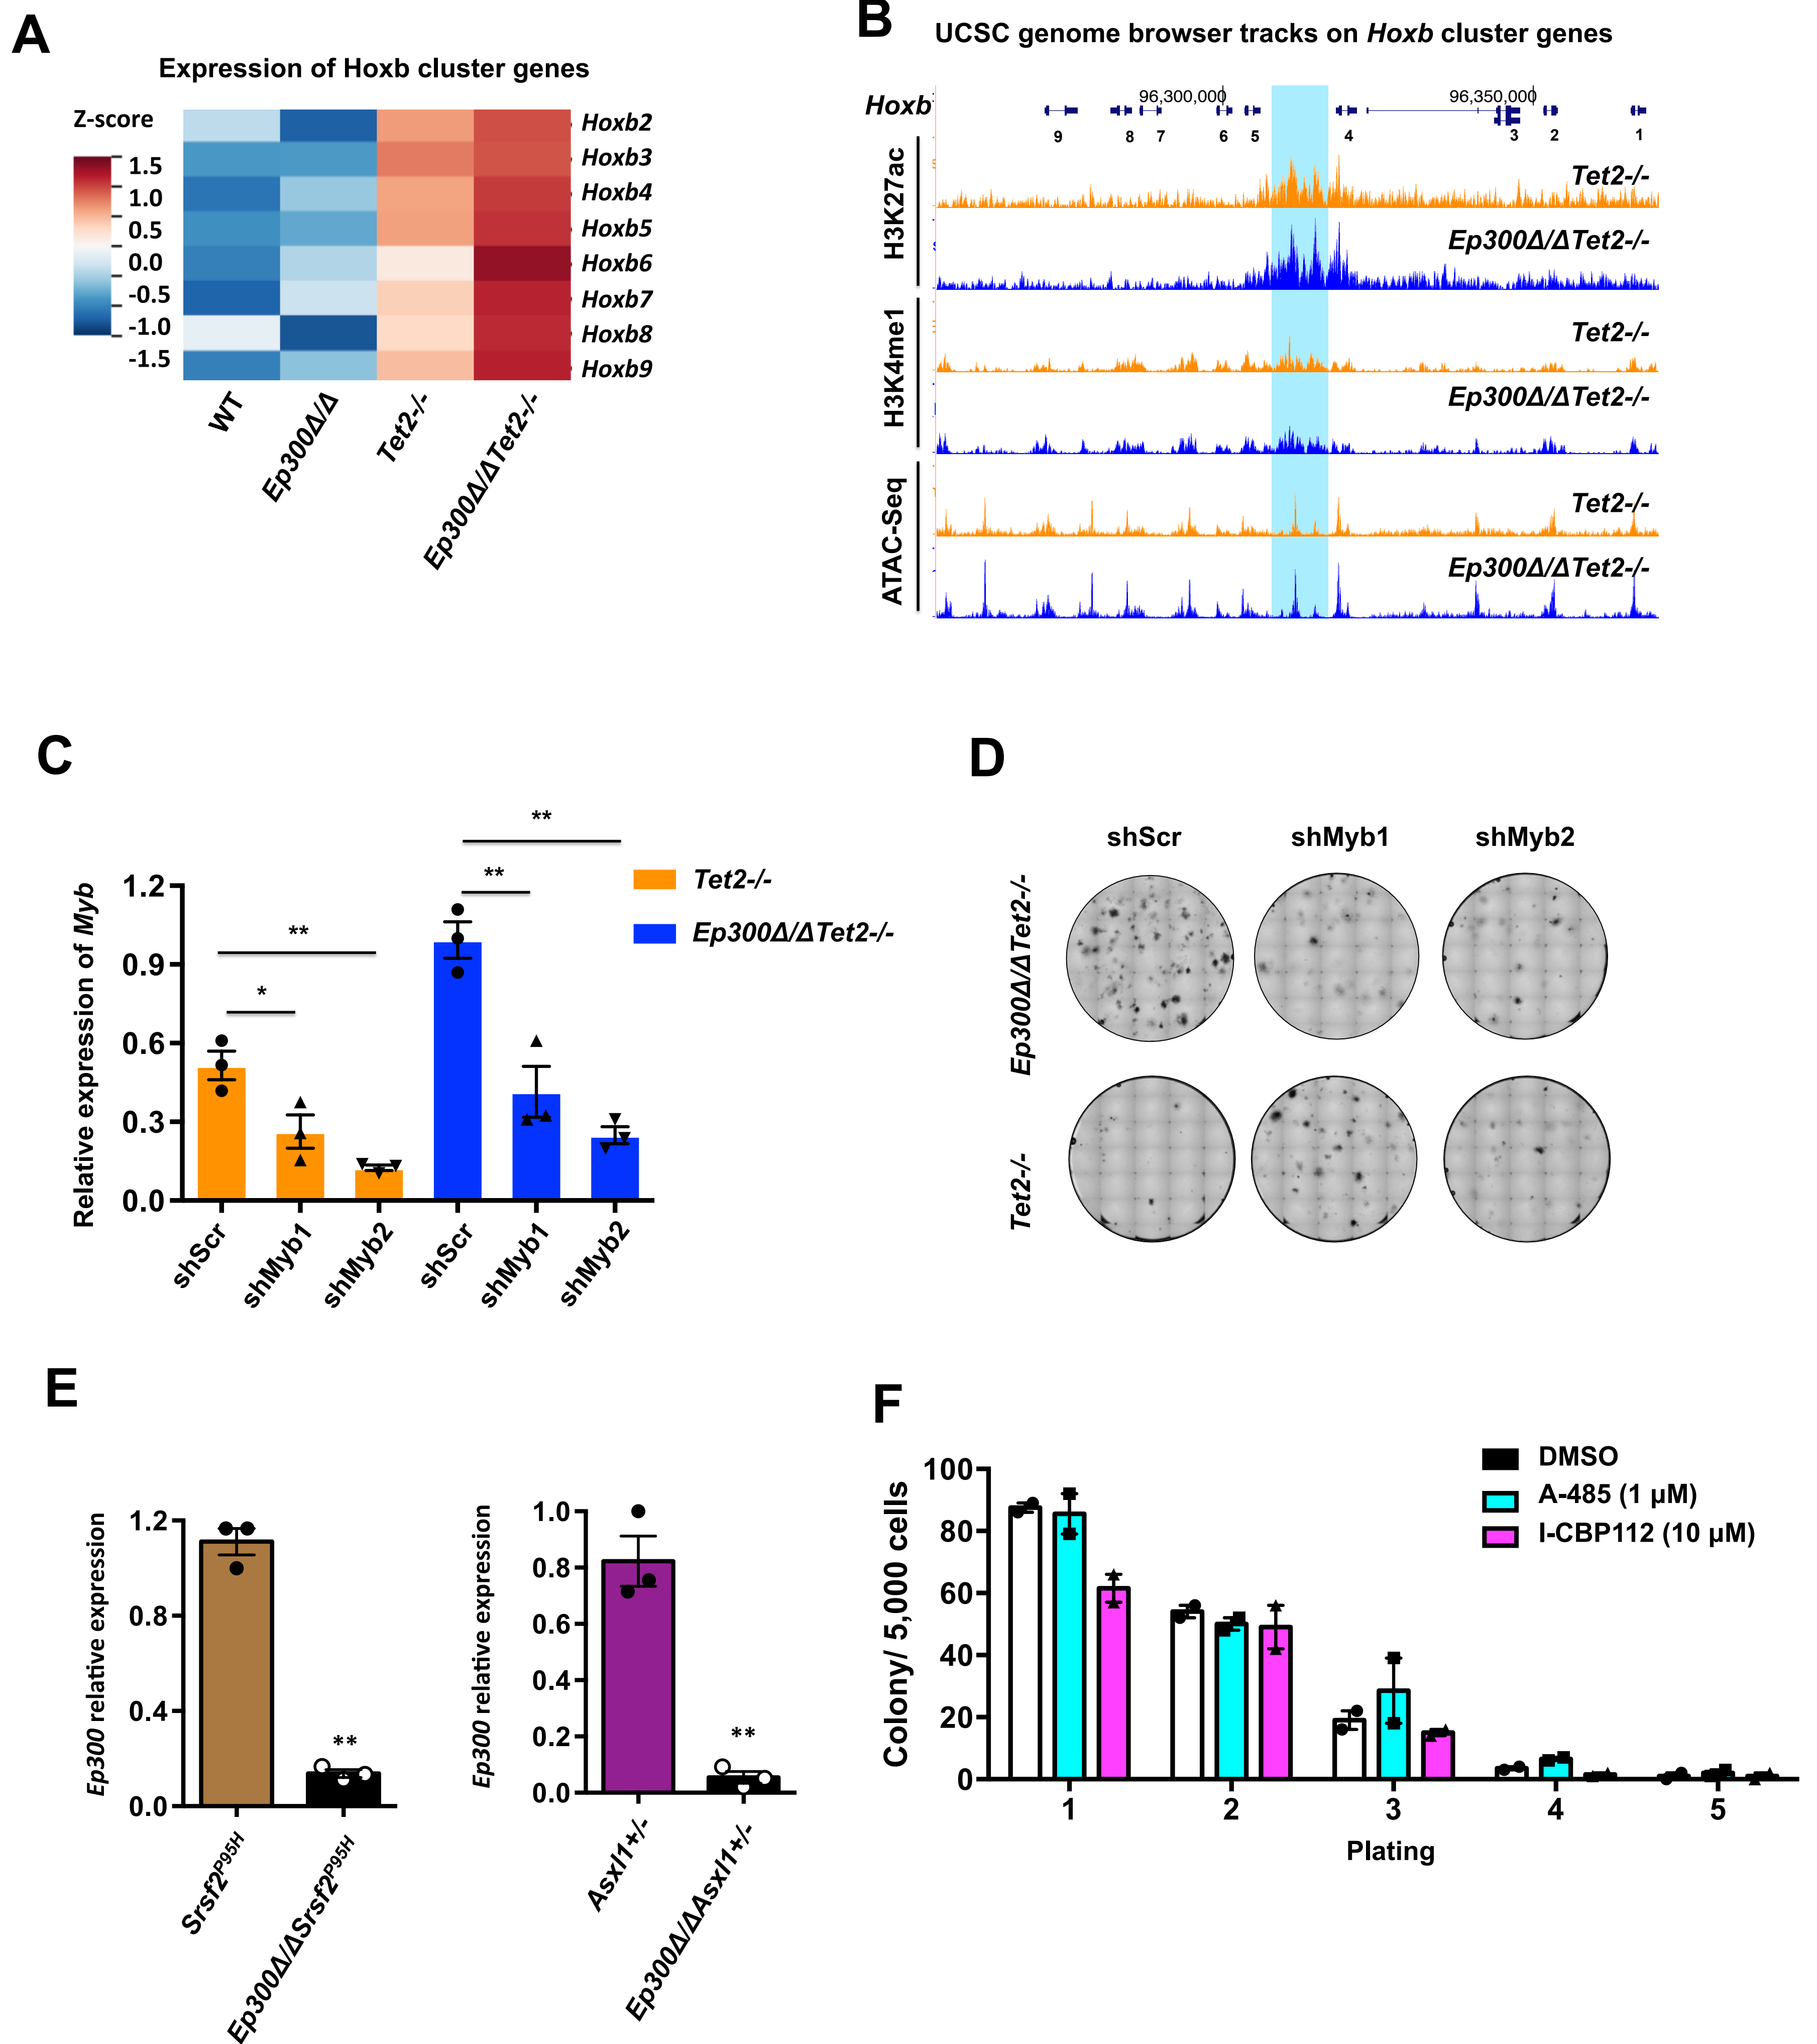 A
Expression of Hoxb cluster genes
Z-score
1.5
1.0
0.5
0.0
-0.5
-1.0
-1.5
Hoxb2
Hoxb3
Hoxb4
Hoxb5
Hoxb6
Hoxb7
Hoxb8
Hoxb9
WT
Ep300Δ/Δ
Tet2-/-
Ep300Δ/ΔTet2-/-
B
UCSC genome browser tracks on Hoxb cluster genes
Hoxb
96,300,000
96,350,000
9 8 7 6 5 4 3 2 1
H3K27ac
Tet2-/-
Ep300Δ/ΔTet2-/-
H3K4me1
Tet2-/-
Ep300Δ/ΔTet2-/-
ATAC-Seq
Tet2-/-
Ep300Δ/ΔTet2-/-
C
Relative expression of Myb
1.2
0.9
0.6
0.3
0.0
**
*
**
**
Tet2-/-
Ep300Δ/ΔTet2-/-
shScr
shMyb1
shMyb2
shScr
shMyb1
shMyb2
D
shScr shMyb1 shMyb2
Ep300Δ/ΔTet2-/-
Tet2-/-
E
Ep300 relative expression
1.2
0.8
0.4
0.0
**
Srsf2P95H
Ep300Δ/ΔSrsf2P95H
Ep300 relative expression
1.0
0.8
0.6
0.4
0.2
0.0
**
Asxl1+/-
Ep300Δ/ΔAsxl1+/-
F
Colony/ 5,000 cells
100
80
60
40
20
0
DMSO
A-485 (1 µM)
I-CBP112 (10 µM)
1 2 3 4 5
Plating